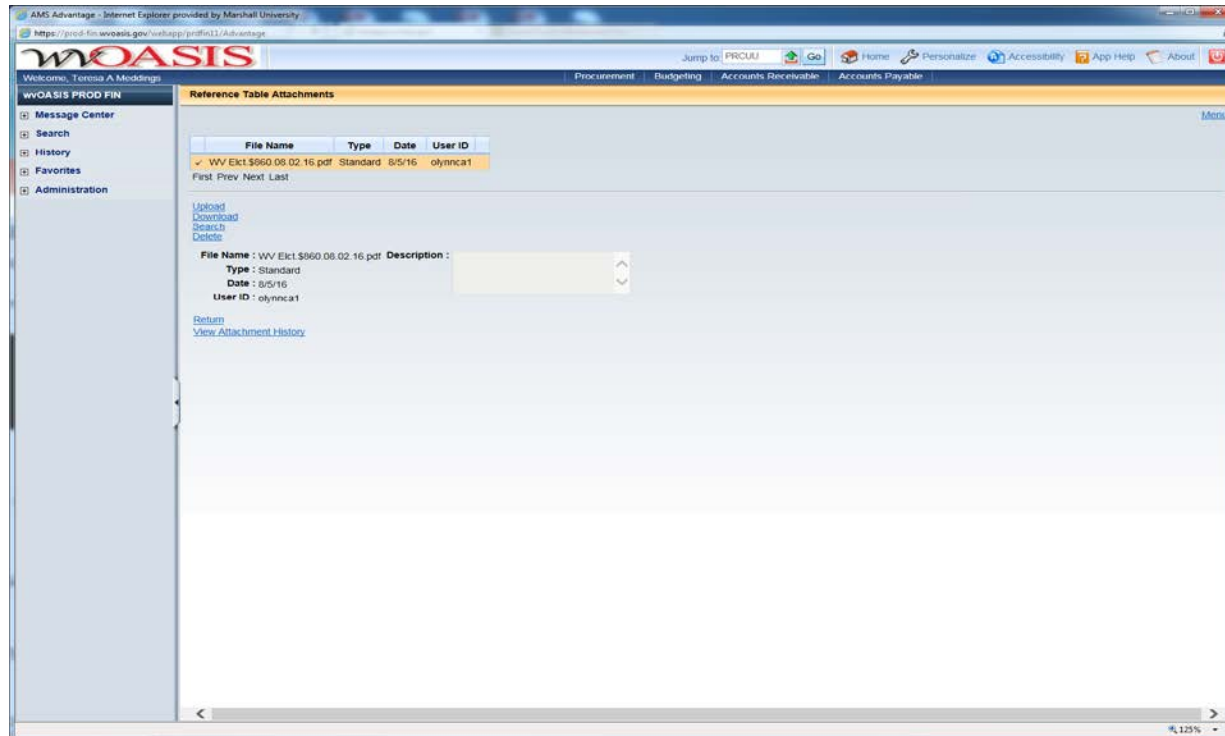 AMS Advantage - Internet Explorer provided by Marshall University
https://prod-fin.wvoasis.gov/webapp/prdfin11/Advantage
wvOASIS
Jump to: PRCUU Go Home Personalize Accessibility App Help About
Welcome, Teresa A Moddings
Procurement Budgeting Accounts Receivable Accounts Payable
wvOASIS PROD FIN
Reference Table Attachments
Menu
Message Center
Search
History
Favorites
Administration
File Name Type Date User ID
WV Elct.$860.08.02.16.pdf Standard 8/5/16 olynnca1
First Prev Next Last
Upload
Download
Search
Delete
File Name : WV Elct.$860.08.02.16.pdf Description :
Type : Standard
Date : 8/5/16
User ID : olynnca1
Return
View Attachment History
125%